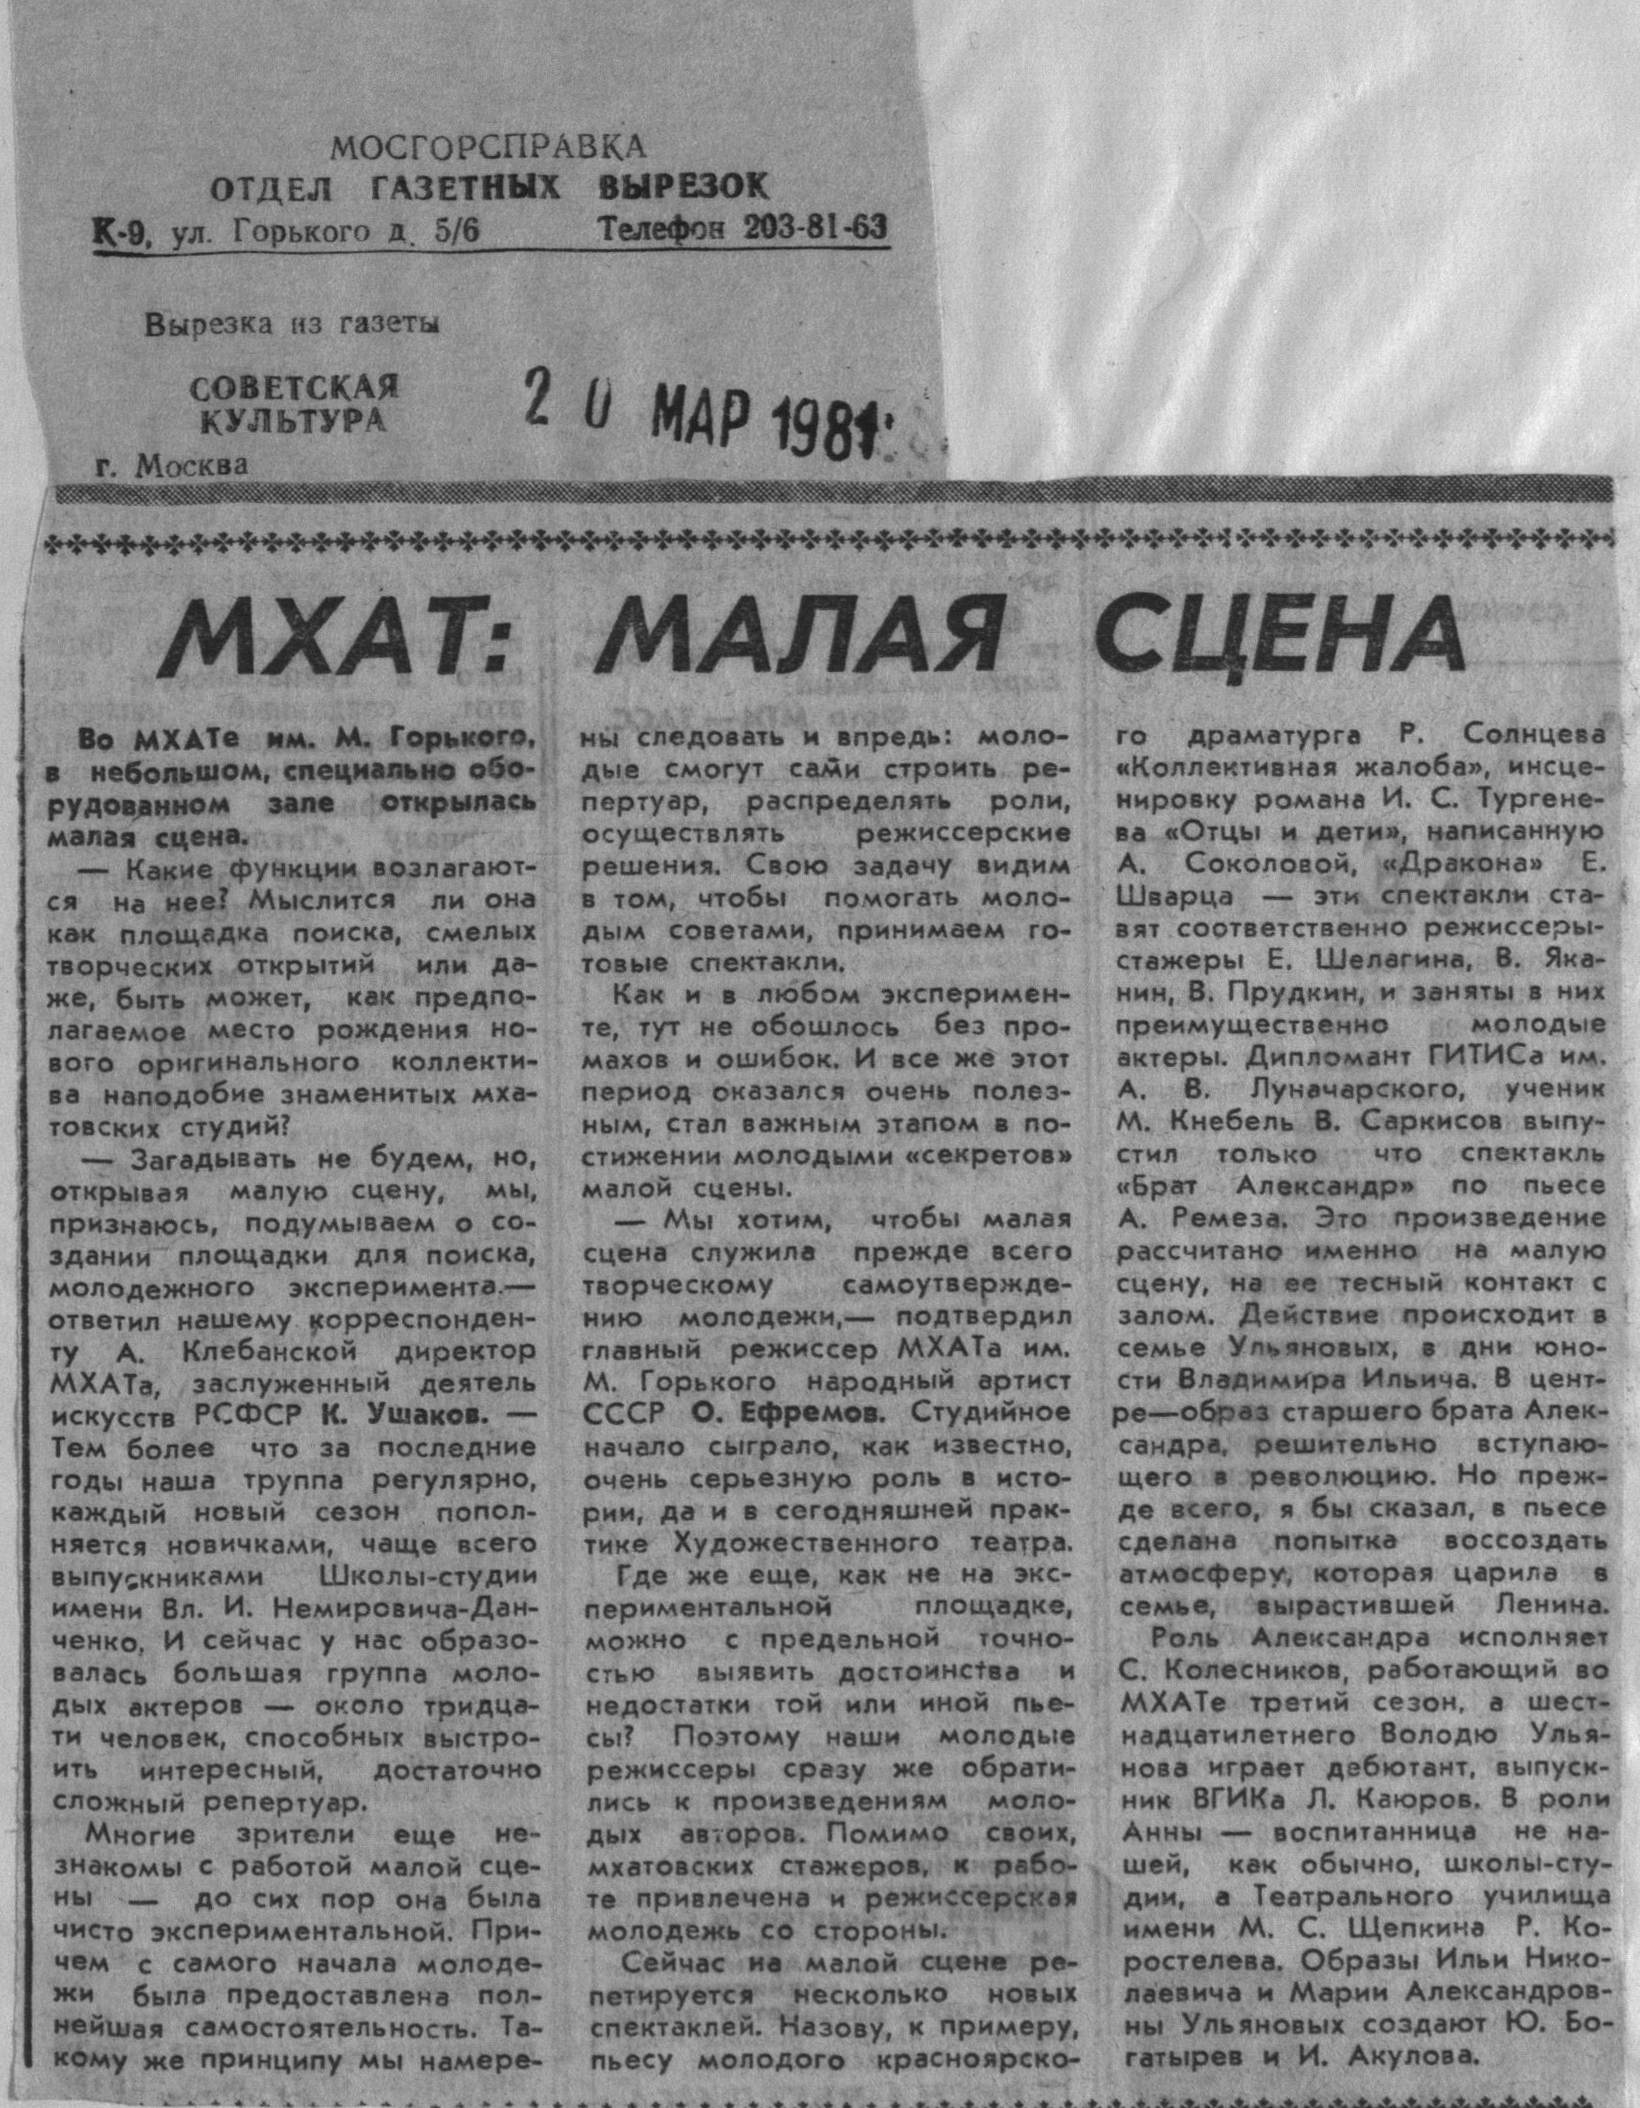 МОСГОРСПРАВКА
ОТДЕЛ ГАЗЕТНЫХ ВЫРЕЗОК
К-9, ул. Горького д. 5/6 Телефон 203-81-63
Вырезка из газеты
СОВЕТСКАЯ
КУЛЬТУРА
г. Москва
20 МАР 1981
МХАТ: МАЛАЯ СЦЕНА
Во МХАТе им. М. Горького,
в небольшом, специально обо-
рудованном зале открылась
малая сцена.
— Какие функции возлагают-
ся на нее? Мыслится ли она
как площадка поиска, смелых
творческих открытий или да-
же, быть может, как предпо-
лагаемое место рождения но-
вого оригинального коллекти-
ва наподобие знаменитых мха-
товских студий?
— Загадывать не будем, но,
открывая малую сцену, мы,
признаюсь, подумываем о со-
здании площадки для поиска,
молодежного эксперимента.—
ответил нашему корреспонден-
ту А. Клебанской директор
МХАТа, заслуженный деятель
искусств РСФСР К. Ушаков. —
Тем более что за последние
годы наша труппа регулярно,
каждый новый сезон попол-
няется новичками, чаще всего
выпускниками Школы-студии
имени Вл. И. Немировича-Дан-
ченко. И сейчас у нас образо-
валась большая группа моло-
дых актеров — около тридца-
ти человек, способных выстро-
ить интересный, достаточно
сложный репертуар.
Многие зрители еще не-
знакомы с работой малой сце-
ны — до сих пор она была
чисто экспериментальной. При-
чем с самого начала молоде-
жи была предоставлена пол-
нейшая самостоятельность. Та-
кому же принципу мы намере-
ны следовать и впредь: моло-
дые смогут сами строить ре-
пертуар, распределять роли,
осуществлять режиссерские
решения. Свою задачу видим
в том, чтобы помогать моло-
дым советами, принимаем го-
товые спектакли.
Как и в любом эксперимен-
те, тут не обошлось без про-
махов и ошибок. И все же этот
период оказался очень полез-
ным, стал важным этапом в по-
стижении молодыми «секретов»
малой сцены.
— Мы хотим, чтобы малая
сцена служила прежде всего
творческому самоутвержде-
нию молодежи,— подтвердил
главный режиссер МХАТа им.
М. Горького народный артист
СССР О. Ефремов. Студийное
начало сыграло, как известно,
очень серьезную роль в исто-
рии, да и в сегодняшней прак-
тике Художественного театра.
Где же еще, как не на экс-
периментальной площадке,
можно с предельной точно-
стью выявить достоинства и
недостатки той или иной пье-
сы? Поэтому наши молодые
режиссеры сразу же обрати-
лись к произведениям моло-
дых авторов. Помимо своих,
мхатовских стажеров, к рабо-
те привлечена и режиссерская
молодежь со стороны.
Сейчас на малой сцене ре-
петируется несколько новых
спектаклей. Назову, к примеру,
пьесу молодого красноярско-
го драматурга Р. Солнцева
«Коллективная жалоба», инсце-
нировку романа И. С. Тургене-
ва «Отцы и дети», написанную
А. Соколовой, «Дракона» Е.
Шварца — эти спектакли ста-
вят соответственно режиссеры-
стажеры Е. Шелагина, В. Яка-
нин, В. Прудкин, и заняты в них
преимущественно молодые
актеры. Дипломант ГИТИСа им.
А. В. Луначарского, ученик
М. Кнебель В. Саркисов выпу-
стил только что спектакль
«Брат Александр» по пьесе
А. Ремеза. Это произведение
рассчитано именно на малую
сцену, на ее тесный контакт с
залом. Действие происходит в
семье Ульяновых, в дни юно-
сти Владимира Ильича. В цент-
ре—образ старшего брата Алек-
сандра, решительно вступаю-
щего в революцию. Но преж-
де всего, я бы сказал, в пьесе
сделана попытка воссоздать
атмосферу, которая царила в
семье, вырастившей Ленина.
Роль Александра исполняет
С. Колесников, работающий во
МХАТе третий сезон, а шест-
надцатилетнего Володю Улья-
нова играет дебютант, выпуск-
ник ВГИКа Л. Каюров. В роли
Анны — воспитанница не на-
шей, как обычно, школы-сту-
дии, а Театрального училища
имени М. С. Щепкина Р. Ко-
ростелева. Образы Ильи Нико-
лаевича и Марии Александров-
ны Ульяновых создают Ю. Бо-
гатырев и И. Акулова.